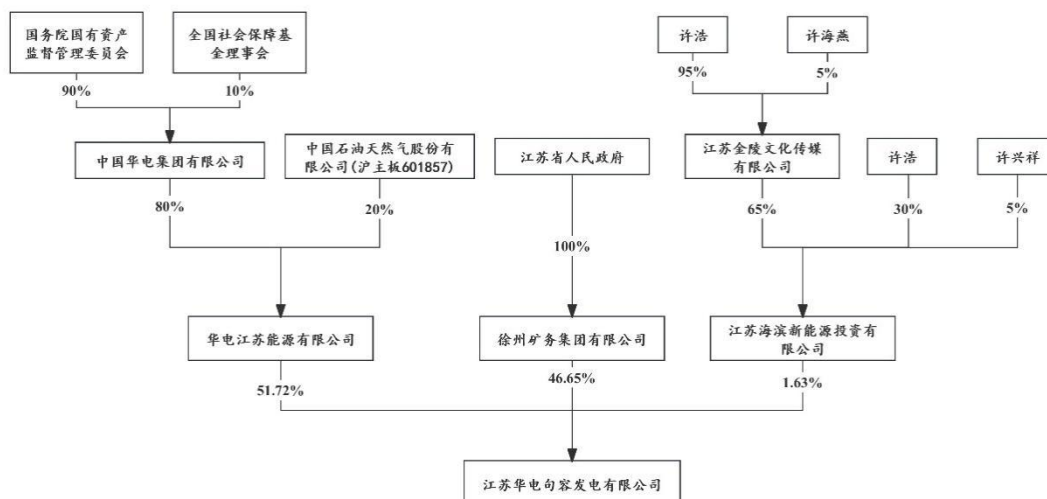 国务院国有资产
监督管理委员会
全国社会保障基
金理事会
许浩
许海燕
90%
10%
95%
5%
中国华电集团有限公司
中国石油天然气股份有
限公司(沪主板601857)
江苏省人民政府
江苏金陵文化传媒
有限公司
许浩
许兴祥
80%
20%
100%
65%
30%
5%
华电江苏能源有限公司
徐州矿务集团有限公司
江苏海滨新能源投资有
限公司
51.72%
46.65%
1.63%
江苏华电句容发电有限公司